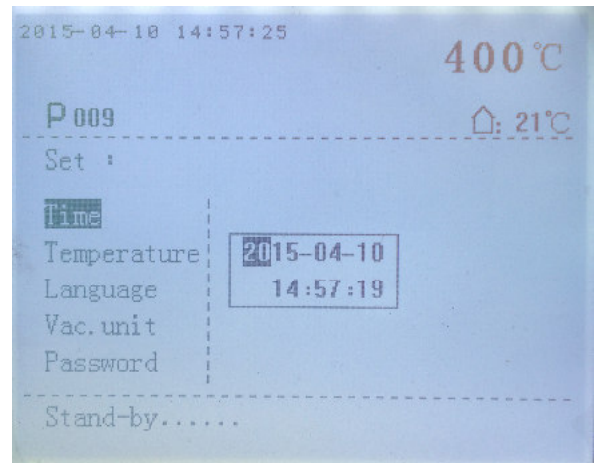 2015-04-10 14:57:25
400℃
P 009
: 21℃
Set :
Time
Temperature
2015-04-10
Language
14:57:19
Vac.unit
Password
Stand-by......